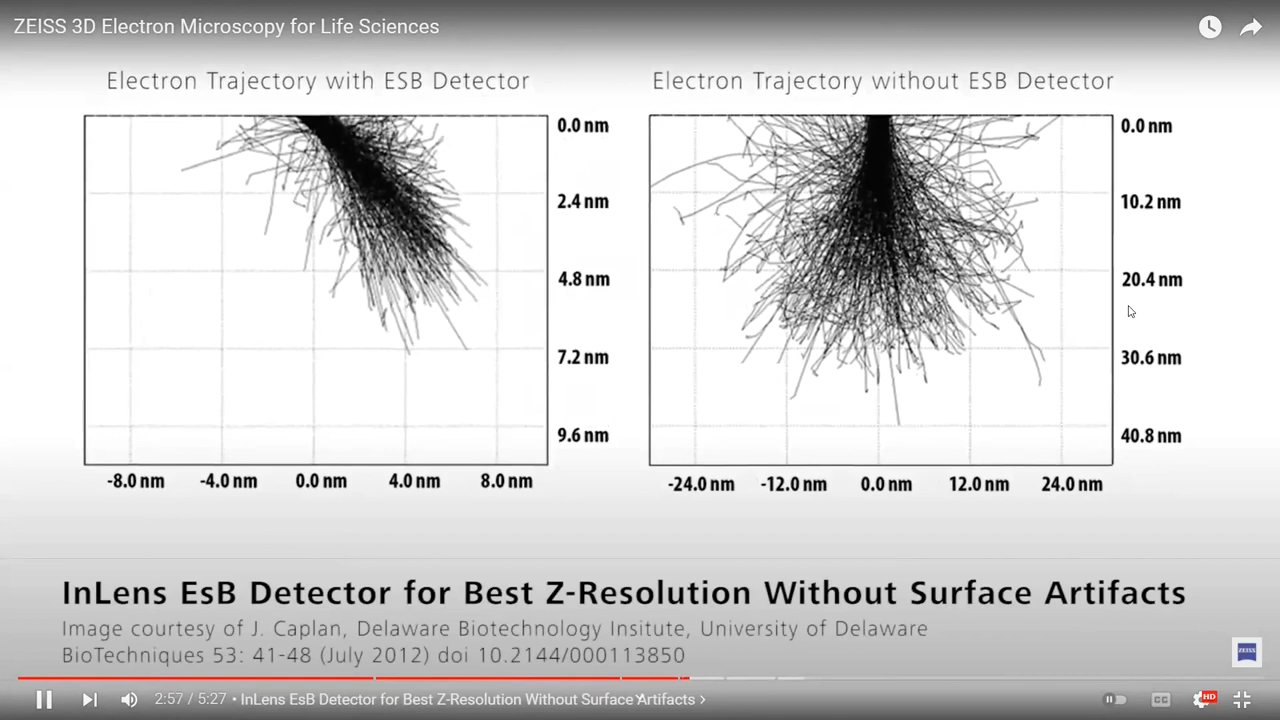 ZEISS 3D Electron Microscopy for Life Sciences
Electron Trajectory with ESB Detector
0.0 nm
2.4 nm
4.8 nm
7.2 nm
9.6 nm
-8.0 nm -4.0 nm 0.0 nm 4.0 nm 8.0 nm
Electron Trajectory without ESB Detector
0.0 nm
10.2 nm
20.4 nm
30.6 nm
40.8 nm
-24.0 nm -12.0 nm 0.0 nm 12.0 nm 24.0 nm
InLens EsB Detector for Best Z-Resolution Without Surface Artifacts
Image courtesy of J. Caplan, Delaware Biotechnology Insitute, University of Delaware
BioTechniques 53: 41-48 (July 2012) doi 10.2144/000113850
ZEISS
2:57 / 5:27 • InLens EsB Detector for Best Z-Resolution Without Surface Artifacts
CC
HD